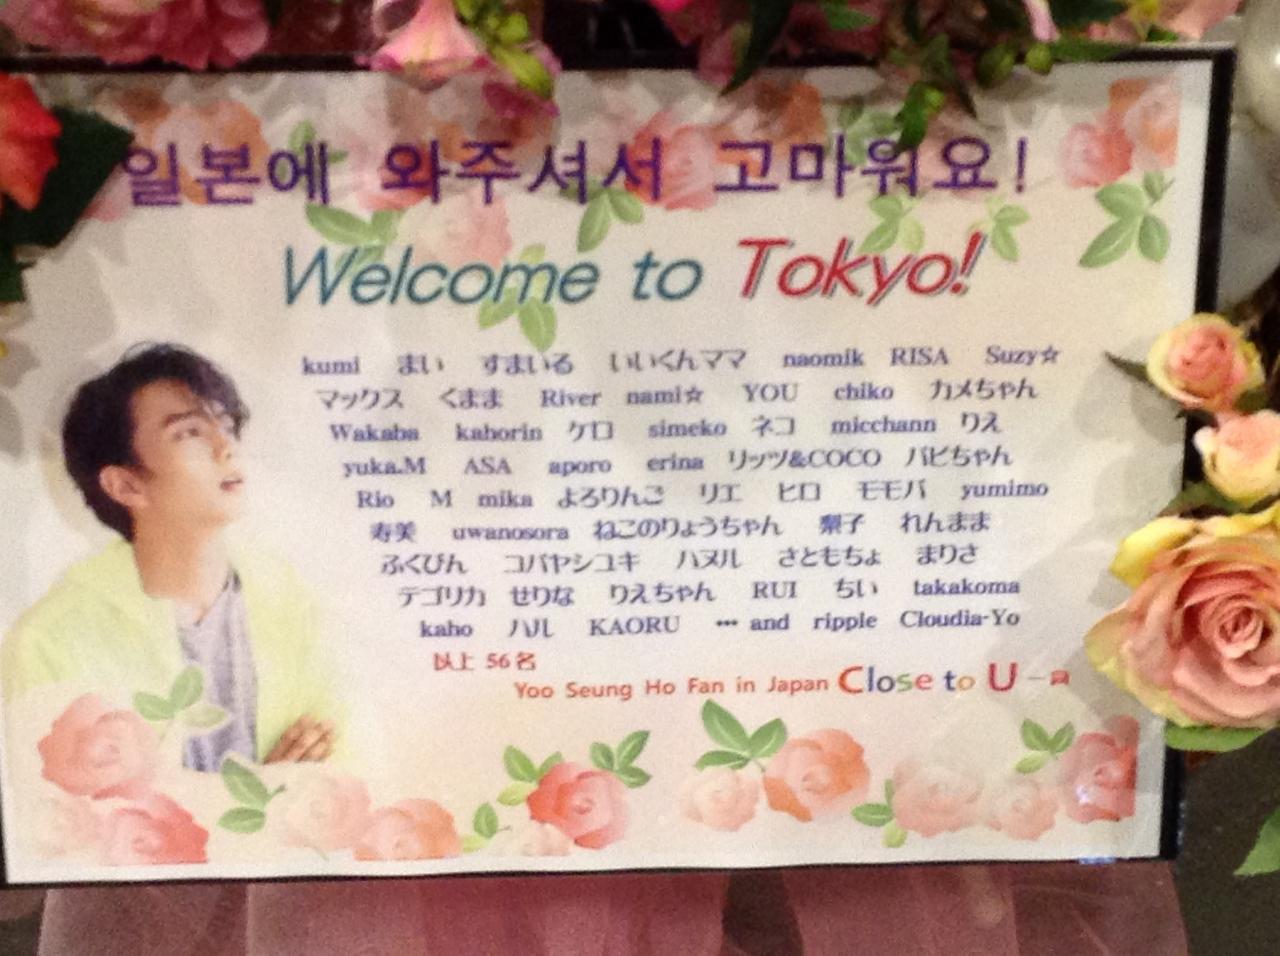 일본에 와주셔서 고마워요!
Welcome to Tokyo!
kumi まい すまいる いいくんママ naomik RISA Suzy☆
マックス くまま River nami☆ YOU chiko カメちゃん
Wakaba kahorin ケロ simeko ネコ micchann りえ
yuka.M ASA aporo erina リッツ&COCO パピちゃん
Rio M mika よろりんこ リエ ヒロ モモバ yumimo
寿美 uwanosora ねこのりょうちゃん 梨子 れんまま
ふくびん コバヤシユキ ハヌル さともちょ まりさ
テゴリカ せりな りえちゃん RUI ちい takakoma
kaho ハル KAORU … and ripple Cloudia-Yo
以上 56名
Yoo Seung Ho Fan in Japan Close to U